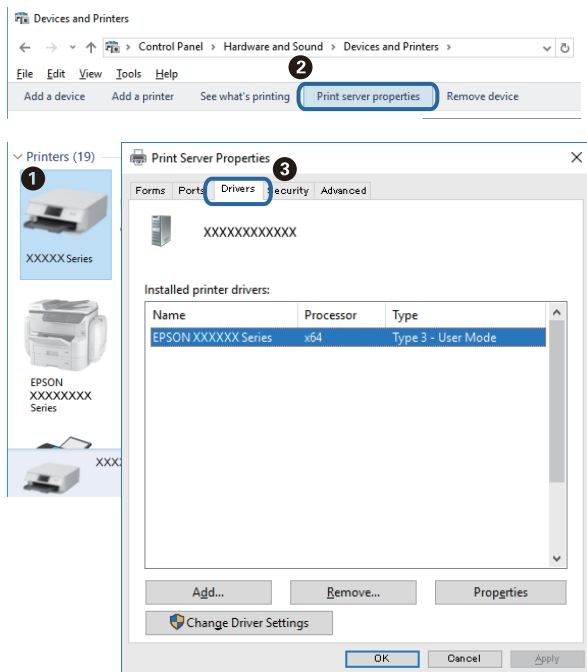 Devices and Printers
Control Panel > Hardware and Sound > Devices and Printers >
File Edit View Tools Help
2
Add a device Add a printer See what's printing Print server properties Remove device
Printers (19)
1
XXXXX Series
EPSON
XXXXXXXX
Series
XXX
Print Server Properties
3
Forms Ports Drivers ecurity Advanced
XXXXXXXXXXXX
Installed printer drivers:
Name Processor Type
EPSON XXXXXX Series x64 Type 3 - User Mode
Add... Remove... Properties
Change Driver Settings
OK Cancel Apply